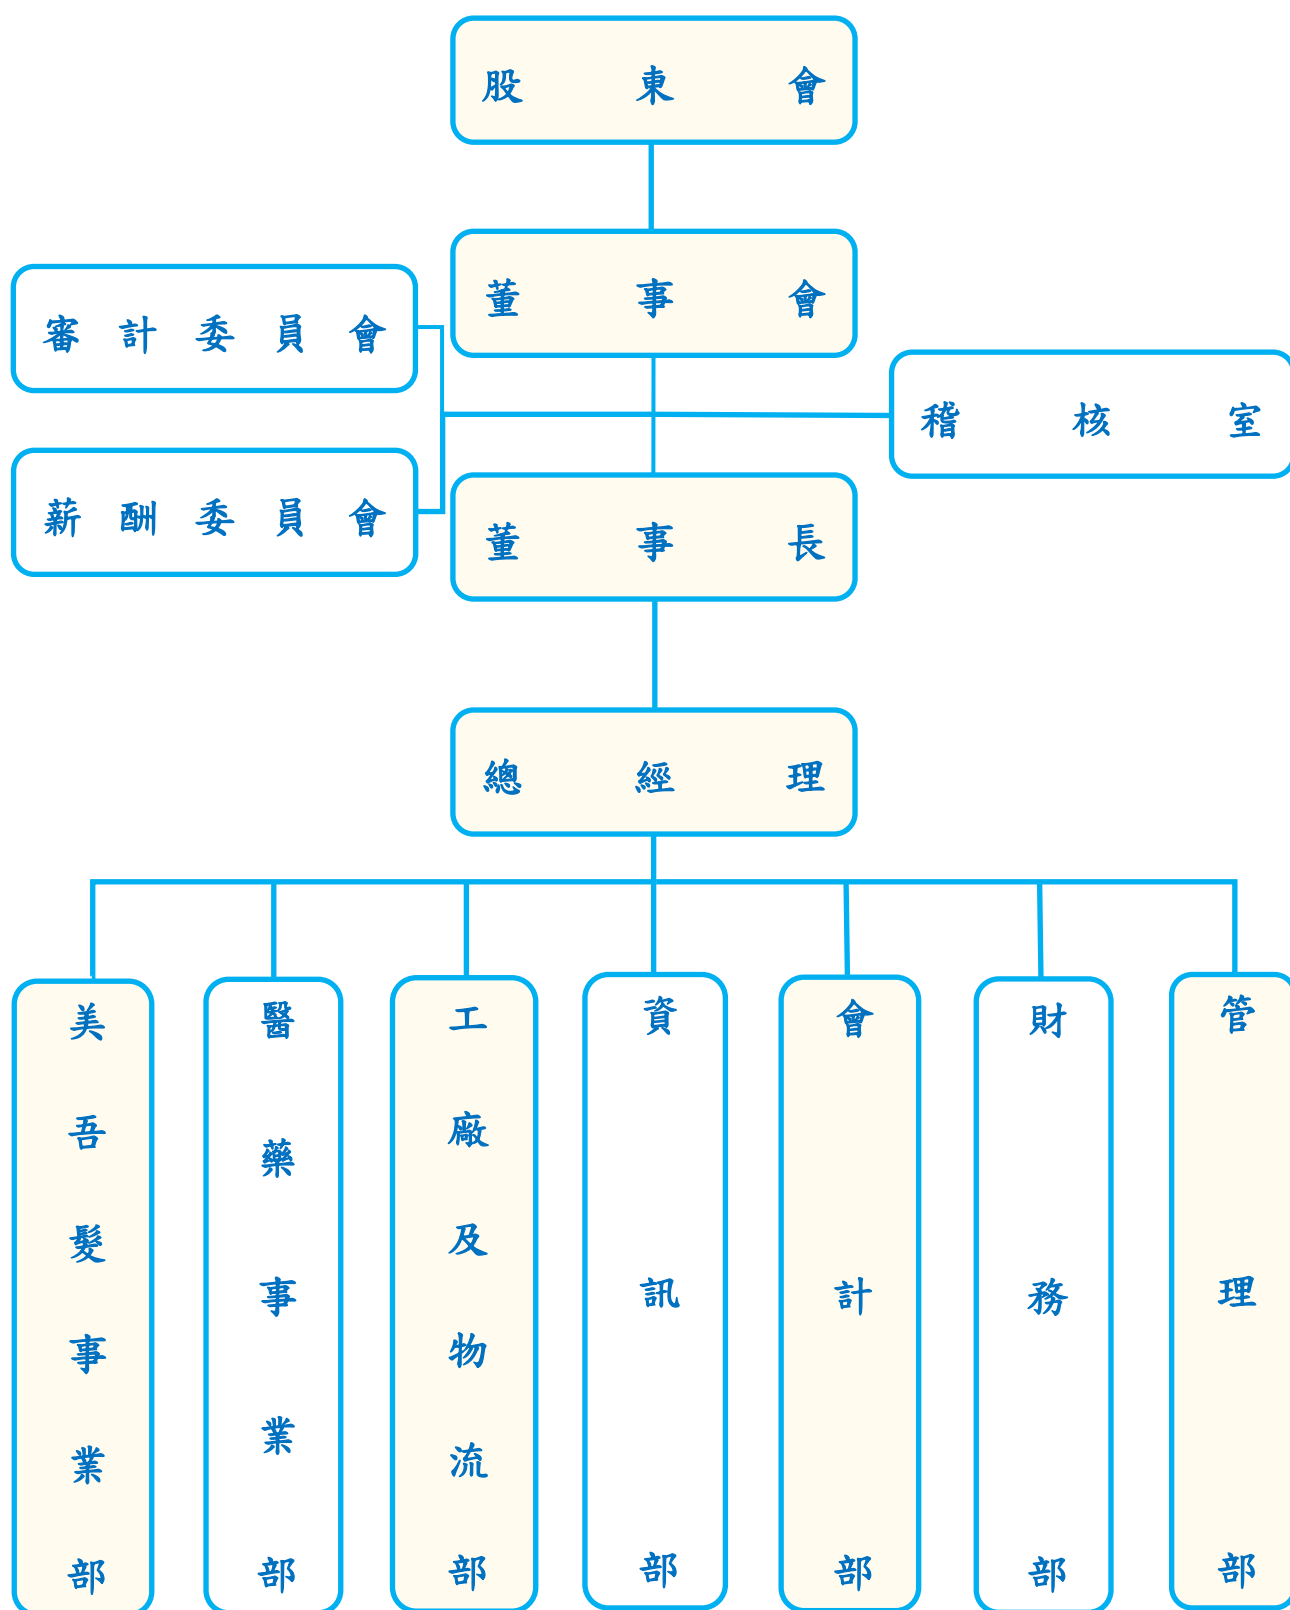 股東會
董事會
審計委員會
稽核室
薪酬委員會
董事長
總經理
美吾髮事業部
醫藥事業部
工廠及物流部
資訊部
會計部
財務部
管理部